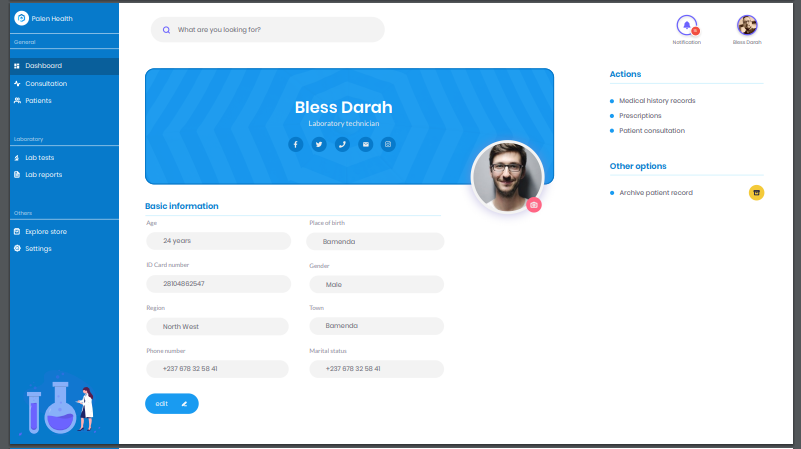 Palen Health
General
Dashboard
Consultation
Patients
Laboratory
Lab tests
Lab reports
Others
Explore store
Settings
What are you looking for?
Notification
Bless Darah
Bless Darah
Laboratory technician
Basic information
Age
24 years
Place of birth
Bamenda
ID Card number
28104862547
Gender
Male
Region
North West
Town
Bamenda
Phone number
+237 678 32 58 41
Marital status
+237 678 32 58 41
edit
Actions
Medical history records
Prescriptions
Patient consultation
Other options
Archive patient record